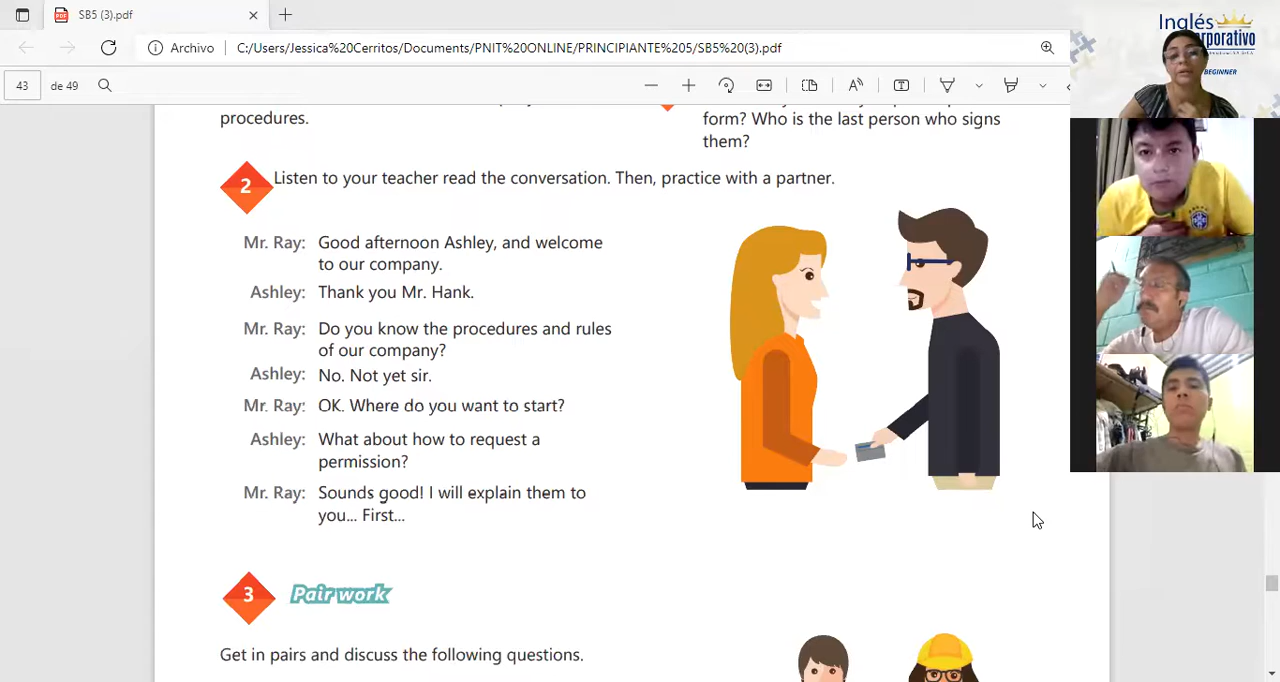 SB5 (3).pdf
Archivo
C:/Users/Jessica%20Cerritos/Documents/PNIT%20ONLINE/PRINCIPIANTE%205/SB5%20(3).pdf
43 de 49
Inglés
BEGINNER
procedures.
form? Who is the last person who signs
them?
2 Listen to your teacher read the conversation. Then, practice with a partner.
Mr. Ray: Good afternoon Ashley, and welcome
to our company.
Ashley: Thank you Mr. Hank.
Mr. Ray: Do you know the procedures and rules
of our company?
Ashley: No. Not yet sir.
Mr. Ray: OK. Where do you want to start?
Ashley: What about how to request a
permission?
Mr. Ray: Sounds good! I will explain them to
you... First...
3 Pair work
Get in pairs and discuss the following questions.